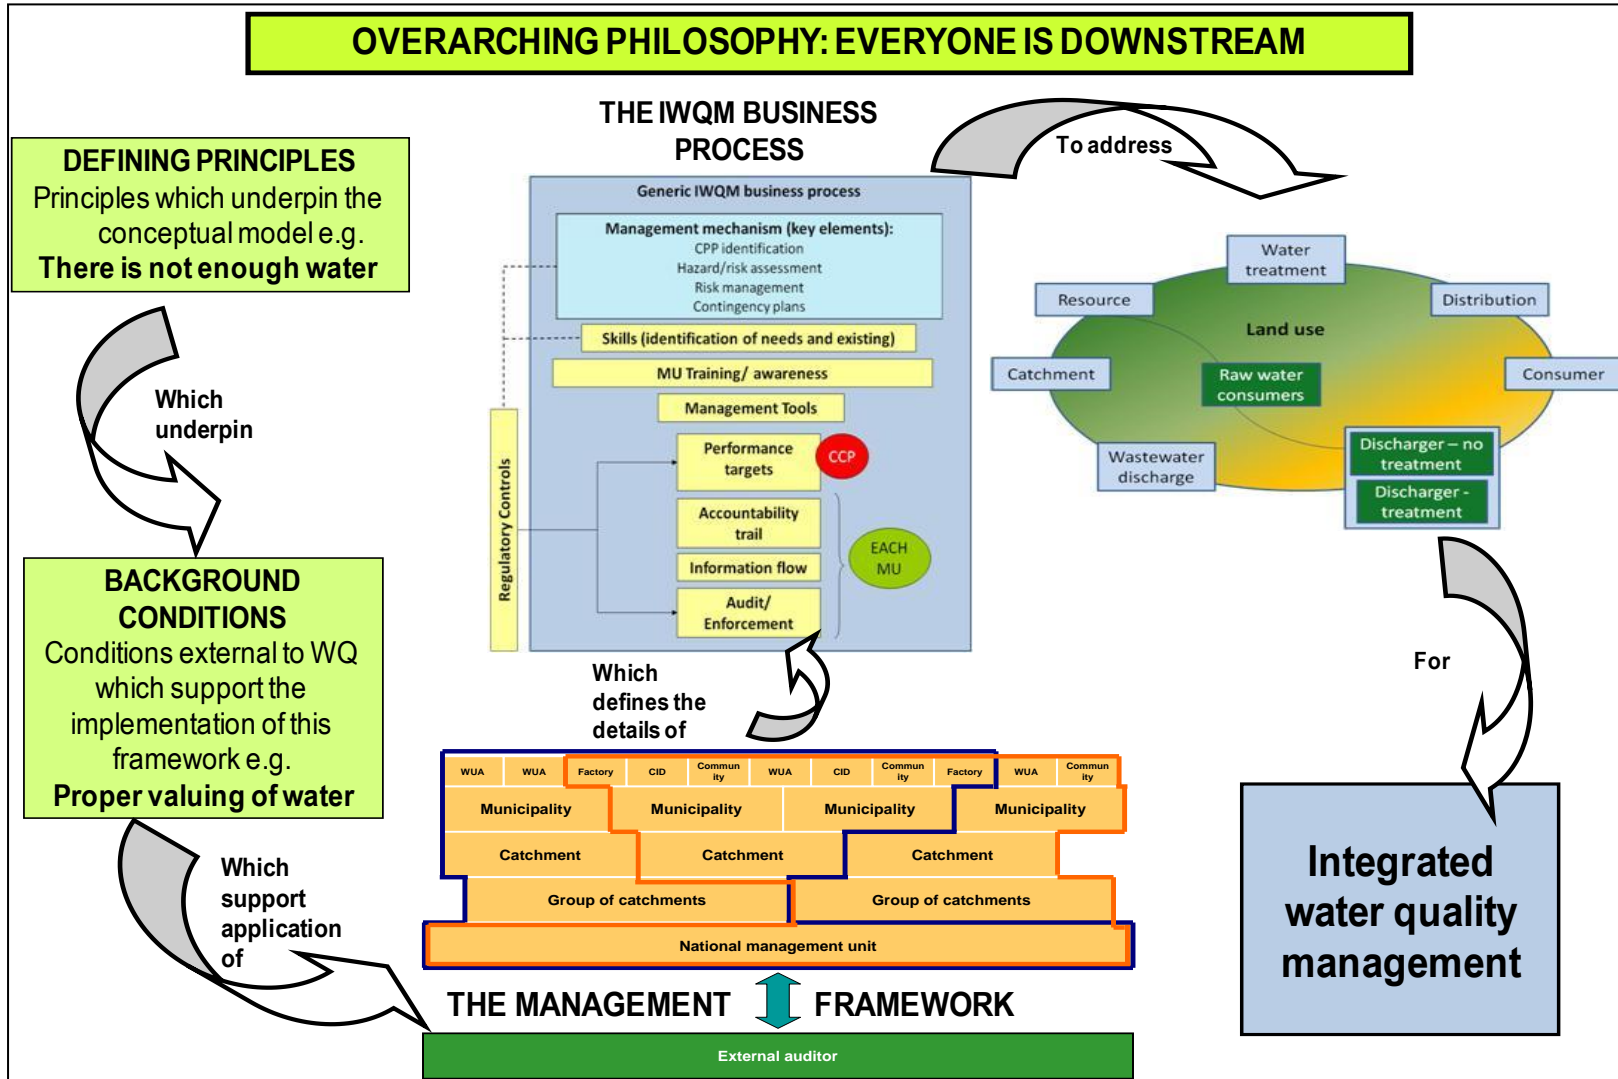 OVERARCHING PHILOSOPHY: EVERYONE IS DOWNSTREAM
DEFINING PRINCIPLES
Principles which underpin the
conceptual model e.g.
There is not enough water
Which
underpin
BACKGROUND
CONDITIONS
Conditions external to WQ
which support the
implementation of this
framework e.g.
Proper valuing of water
Which
support
application
of
THE IWQM BUSINESS
PROCESS
Generic IWQM business process
Management mechanism (key elements):
CPP identification
Hazard/risk assessment
Risk management
Contingency plans
Skills (identification of needs and existing)
MU Training/ awareness
Management Tools
Regulatory Controls
Performance
targets
CCP
Accountability
trail
Information flow
Audit/
Enforcement
EACH
MU
Which
defines the
details of
WUA
WUA
Factory
CID
Commun
ity
WUA
CID
Commun
ity
Factory
WUA
Commun
ity
Municipality
Municipality
Municipality
Municipality
Catchment
Catchment
Catchment
Group of catchments
Group of catchments
National management unit
THE MANAGEMENT FRAMEWORK
External auditor
To address
Water
treatment
Resource
Distribution
Land use
Catchment
Raw water
consumers
Consumer
Wastewater
discharge
Discharger – no
treatment
Discharger -
treatment
For
Integrated
water quality
management